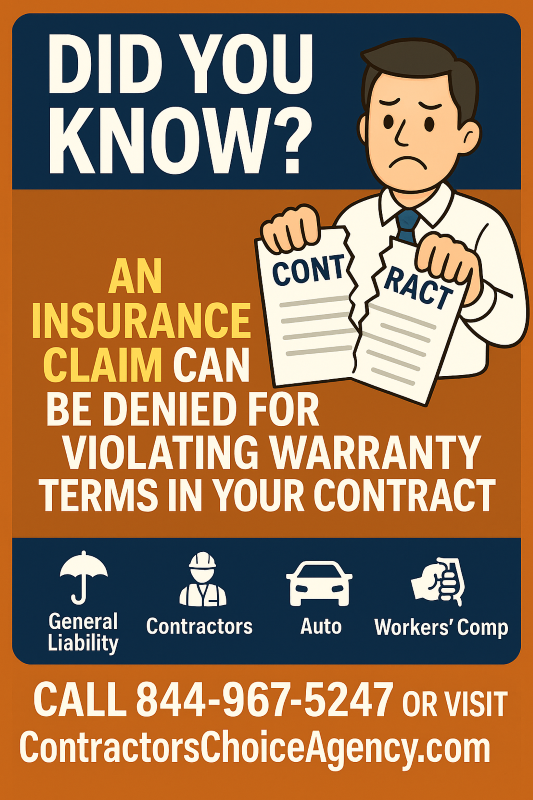 DID YOU
KNOW?
CONT
RACT
AN
INSURANCE
CLAIM CAN
BE DENIED FOR
VIOLATING WARRANTY
TERMS IN YOUR CONTRACT
General
Liability
Contractors
Auto
Workers' Comp
CALL 844-967-5247 OR VISIT
ContractorsChoiceAgency.com